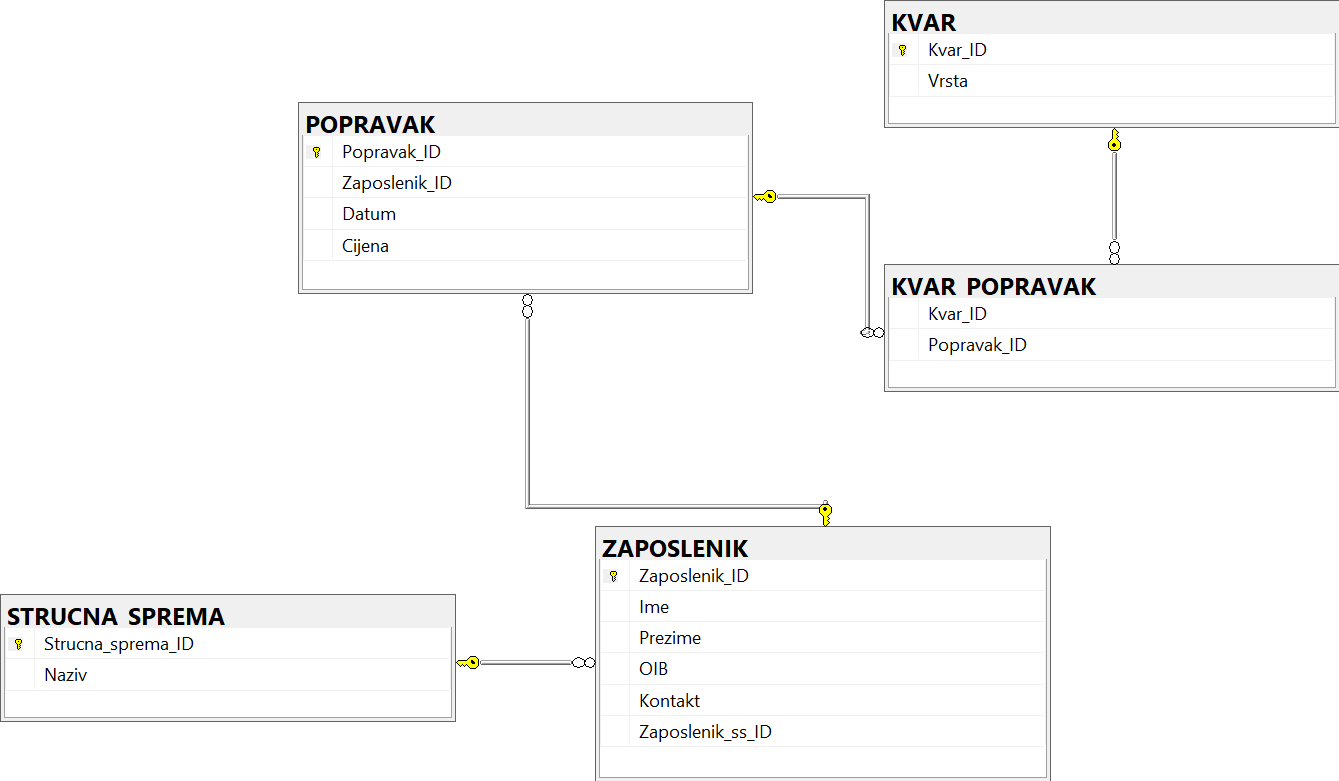 KVAR
Kvar_ID
Vrsta
POPRAVAK
Popravak_ID
Zaposlenik_ID
Datum
Cijena
KVAR_POPRAVAK
Kvar_ID
Popravak_ID
ZAPOSLENIK
Zaposlenik_ID
Ime
Prezime
OIB
Kontakt
Zaposlenik_ss_ID
STRUCNA_SPREMA
Strucna_sprema_ID
Naziv